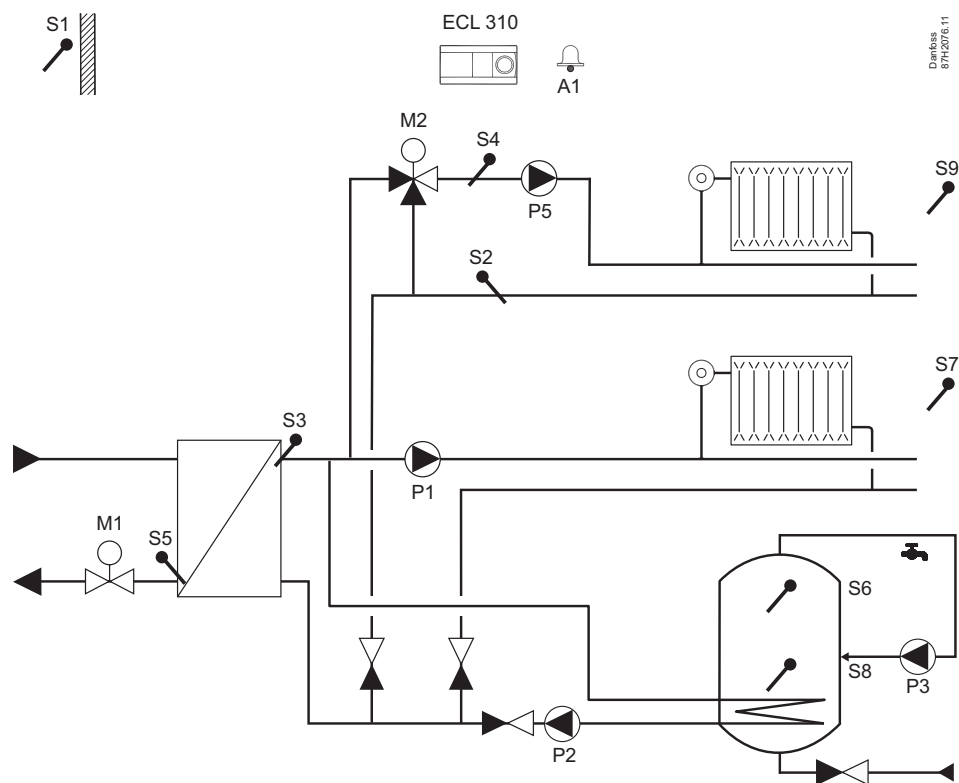 S1
ECL 310
A1
Danfoss
87H2076.11
M2
S4
P5
S9
S2
S7
S3
P1
M1
S5
S6
S8
P3
P2